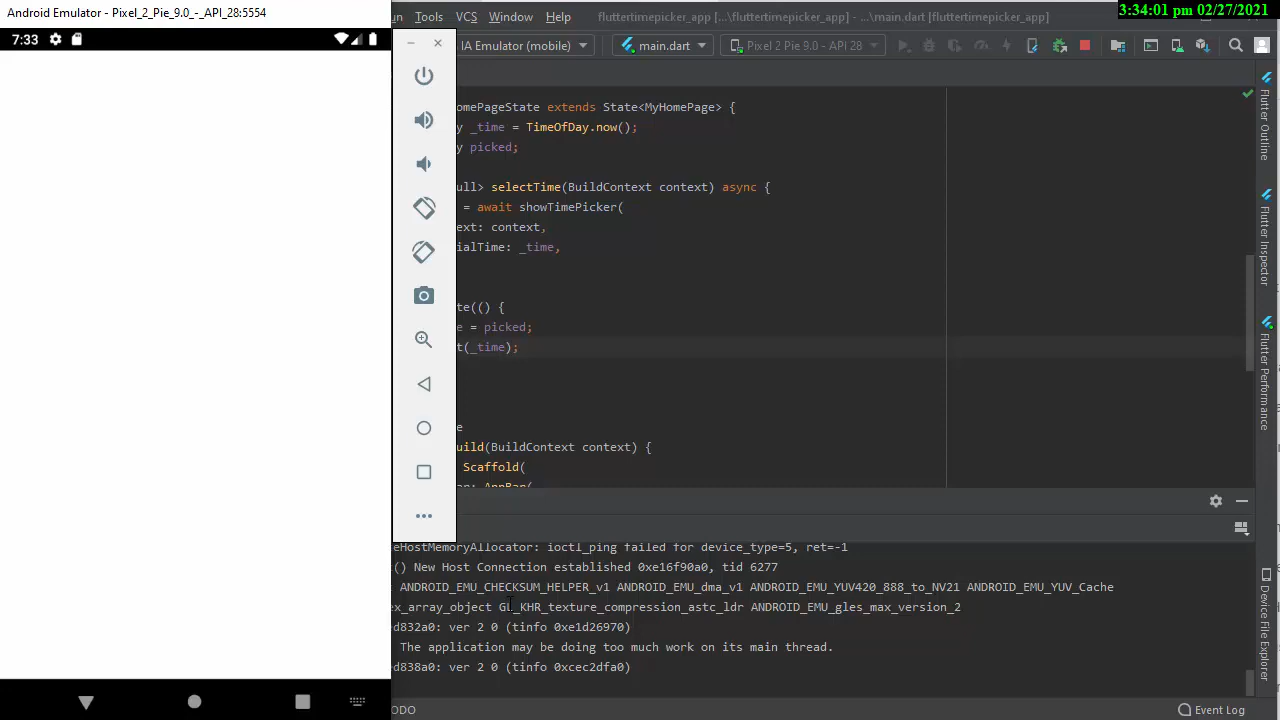 Android Emulator - Pixel_2_Pie_9.0_-_API_28:5554
Tools VCS Window Help fluttertimepicker_app [...\fluttertimepicker_app] - ...\main.dart [fluttertimepicker_app]
3:34:01 pm 02/27/2021
7:33
IA Emulator (mobile) main.dart Pixel 2 Pie 9.0 - API 28
omePageState extends State<MyHomePage> {
y _time = TimeOfDay.now();
y picked;
ull> selectTime(BuildContext context) async {
= await showTimePicker(
ext: context,
ialTime: _time,
te(() {
e = picked;
t(_time);
e
uild(BuildContext context) {
Scaffold(
AppBar(
eHostMemoryAllocator: ioctl_ping failed for device_type=5, ret=-1
() New Host Connection established 0xe16f90a0, tid 6277
ANDROID_EMU_CHECKSUM_HELPER_v1 ANDROID_EMU_dma_v1 ANDROID_EMU_YUV420_888_to_NV21 ANDROID_EMU_YUV_Cache
ex_array_object GL_KHR_texture_compression_astc_ldr ANDROID_EMU_gles_max_version_2
d832a0: ver 2 0 (tinfo 0xe1d26970)
The application may be doing too much work on its main thread.
d838a0: ver 2 0 (tinfo 0xcec2dfa0)
ODO
Event Log
Flutter Outline
Flutter Inspector
Flutter Performance
Device File Explorer